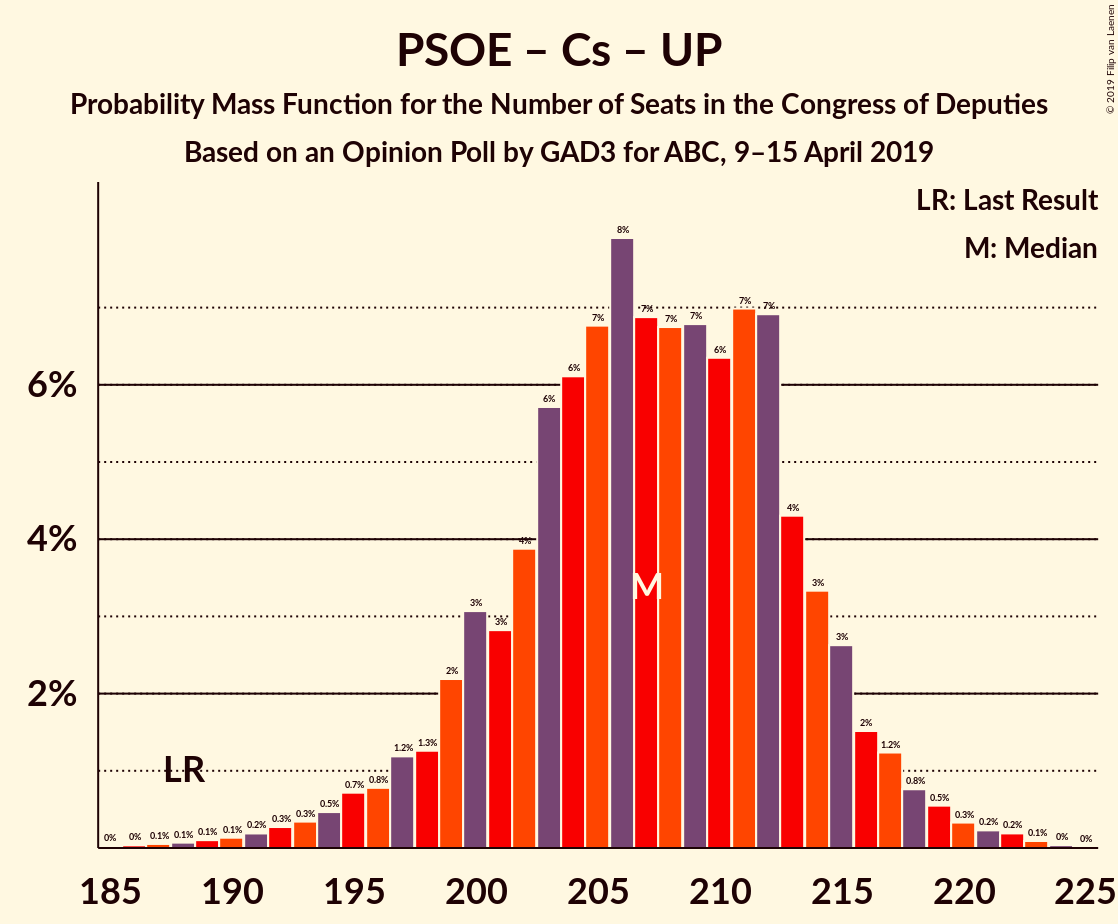 PSOE – Cs – UP
Probability Mass Function for the Number of Seats in the Congress of Deputies
Based on an Opinion Poll by GAD3 for ABC, 9–15 April 2019
© 2019 Filip van Laenen
LR: Last Result
M: Median
6%
4%
2%
LR
M
0% 0% 0.1% 0.1% 0.1% 0.1% 0.2% 0.3% 0.3% 0.5% 0.7% 0.8% 1.2% 1.3% 2% 3% 3% 4% 6% 6% 7% 8% 7% 7% 7% 6% 7% 7% 4% 3% 3% 2% 1.2% 0.8% 0.5% 0.3% 0.2% 0.2% 0.1% 0% 0%
185 190 195 200 205 210 215 220 225